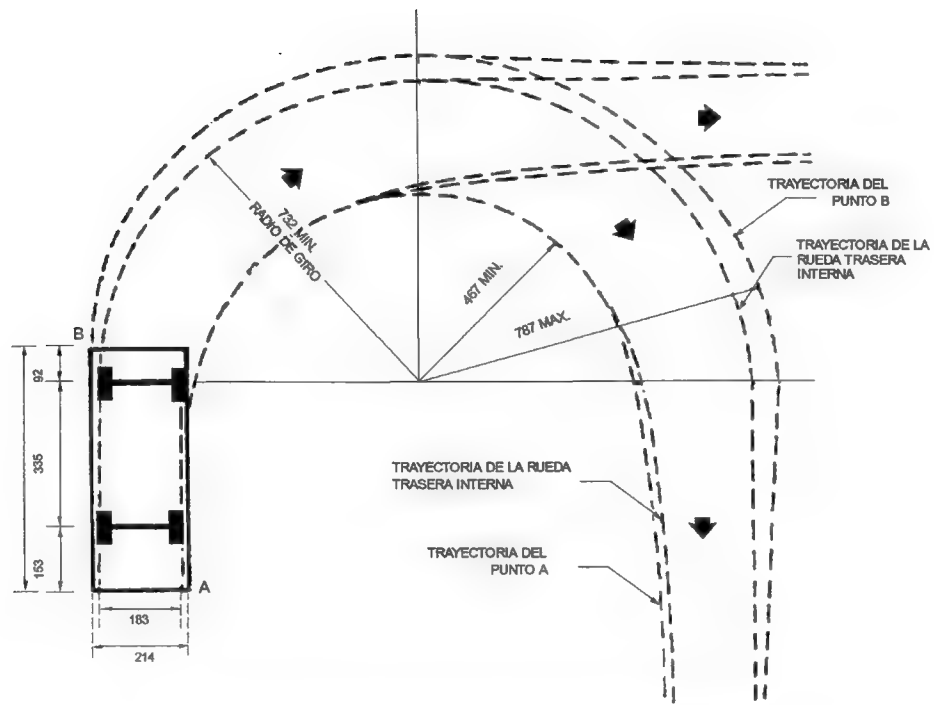 TRAYECTORIA DEL
PUNTO B
TRAYECTORIA DE LA
RUEDA TRASERA
INTERNA
732 MIN.
RADIO DE GIRO
467 MIN.
787 MAX.
B
92
335
153
A
183
214
TRAYECTORIA DE LA RUEDA
TRASERA INTERNA
TRAYECTORIA DEL
PUNTO A